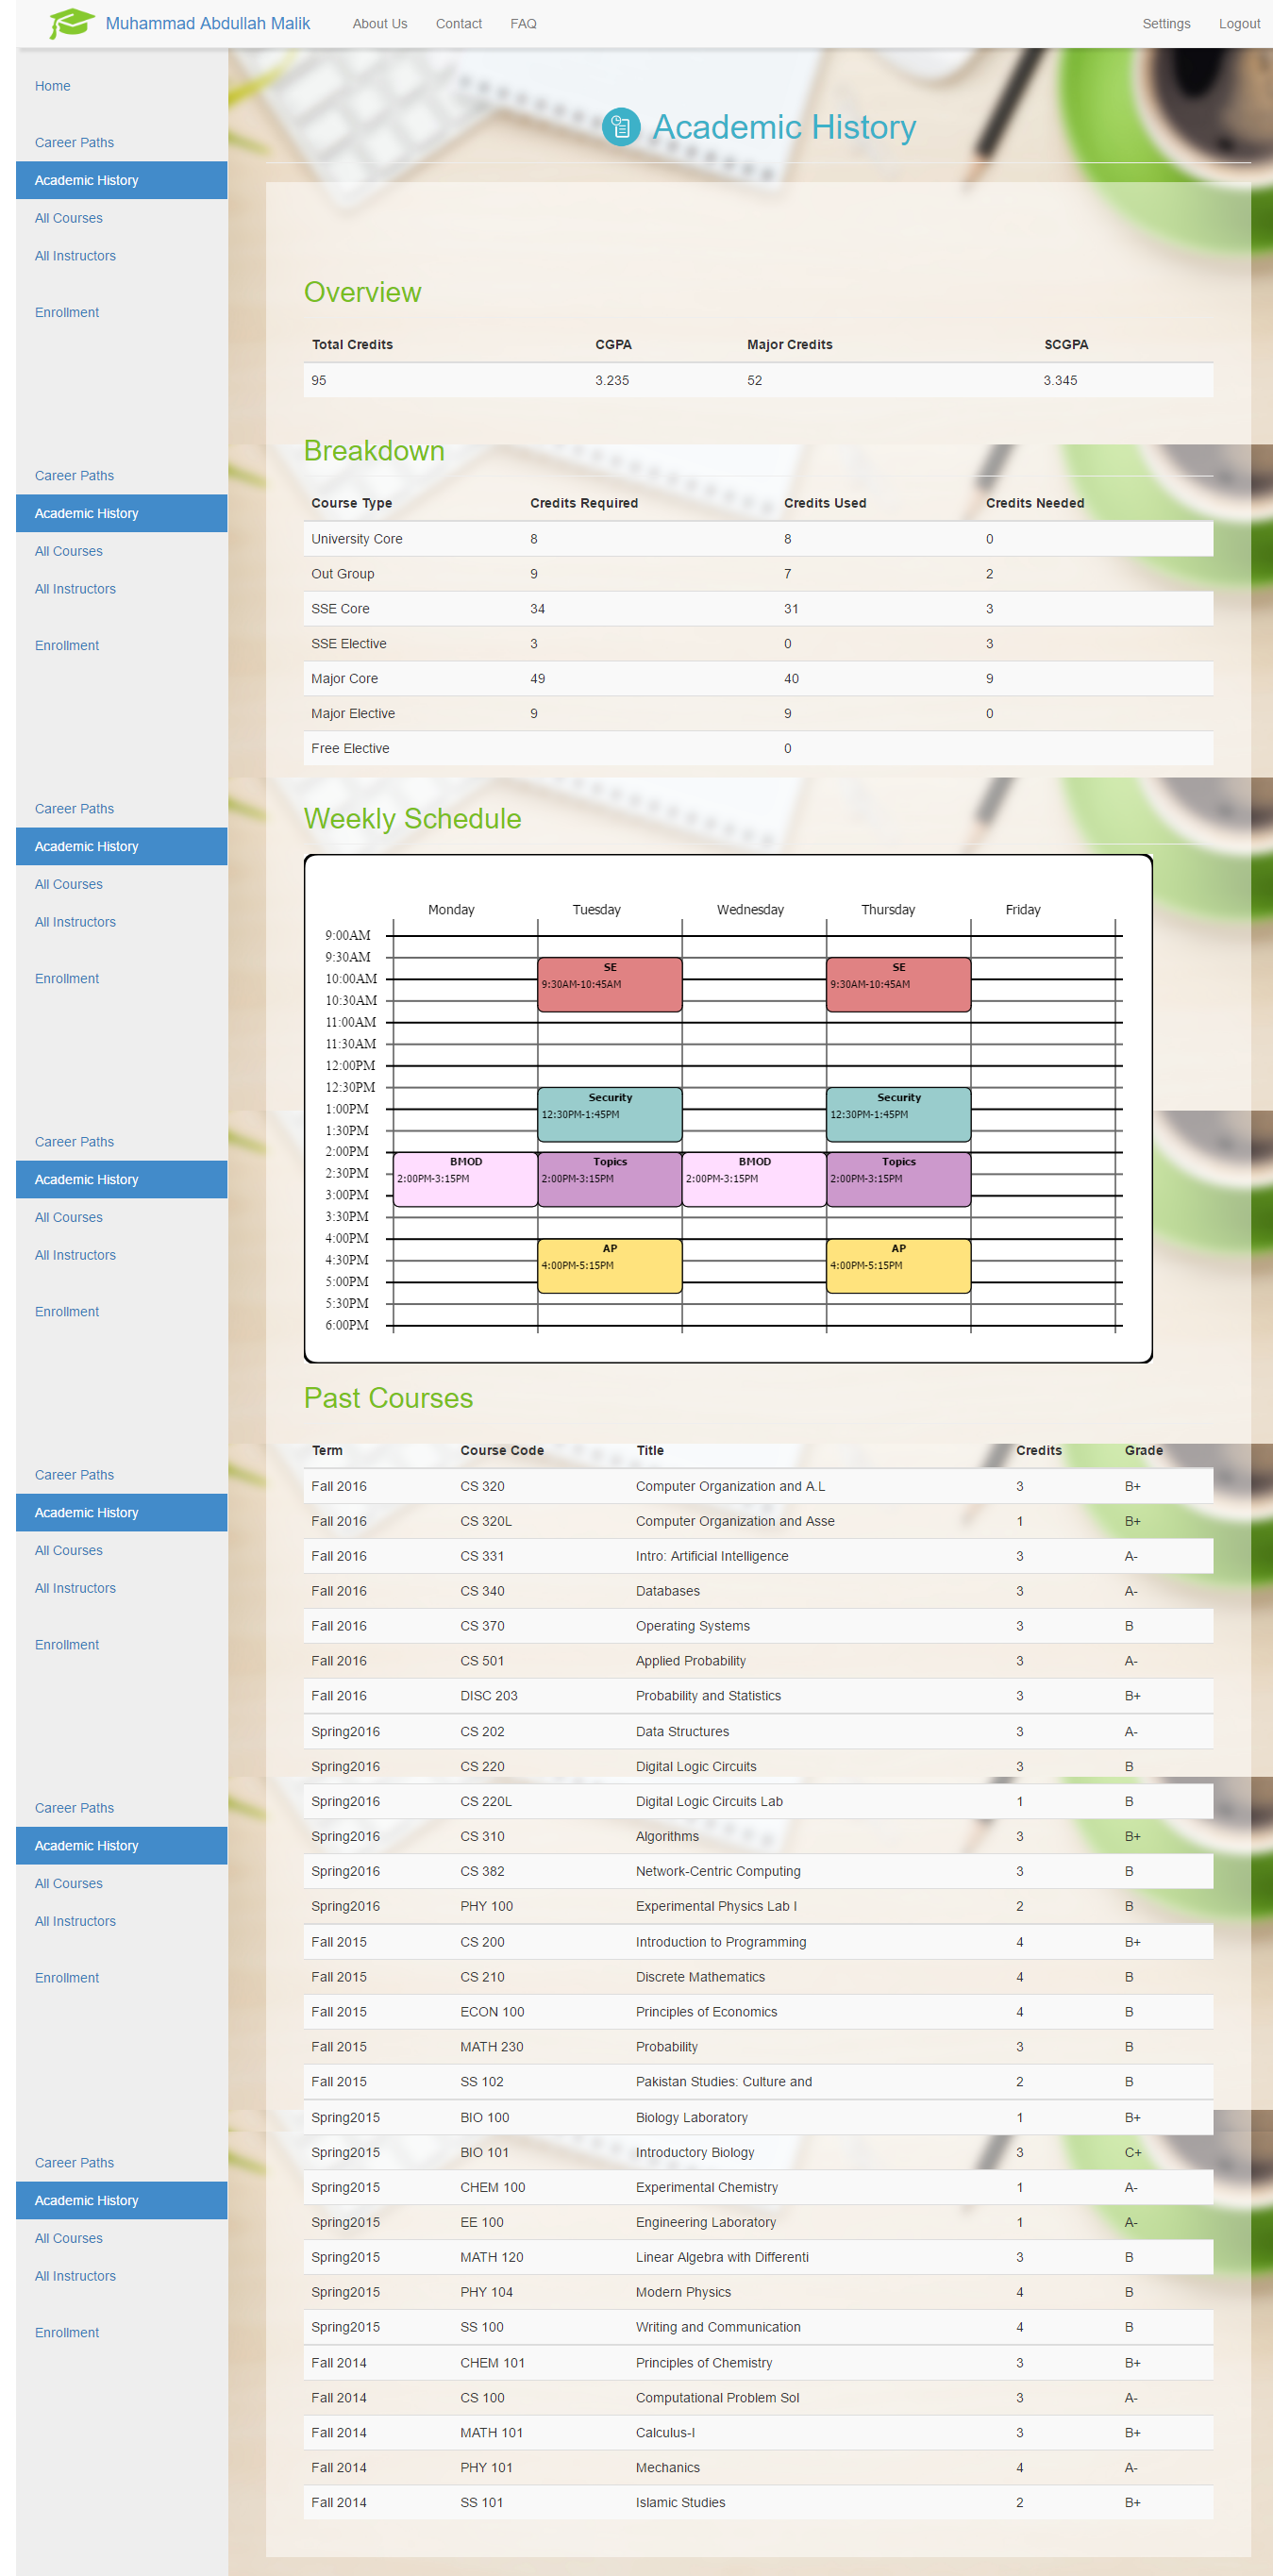 Muhammad Abdullah Malik About Us Contact FAQ Settings Logout
Home
Career Paths
Academic History
All Courses
All Instructors
Enrollment
Academic History
Overview
Total Credits CGPA Major Credits SCGPA
95 3.235 52 3.345
Career Paths
Academic History
All Courses
All Instructors
Enrollment
Breakdown
Course Type Credits Required Credits Used Credits Needed
University Core 8 8 0
Out Group 9 7 2
SSE Core 34 31 3
SSE Elective 3 0 3
Major Core 49 40 9
Major Elective 9 9 0
Free Elective 0
Career Paths
Academic History
All Courses
All Instructors
Enrollment
Weekly Schedule
Monday Tuesday Wednesday Thursday Friday
9:00AM
9:30AM
SE SE
10:00AM 9:30AM-10:45AM 9:30AM-10:45AM
10:30AM
11:00AM
11:30AM
12:00PM
12:30PM
Security Security
1:00PM 12:30PM-1:45PM 12:30PM-1:45PM
1:30PM
2:00PM
BMOD Topics BMOD Topics
2:30PM 2:00PM-3:15PM 2:00PM-3:15PM 2:00PM-3:15PM 2:00PM-3:15PM
3:00PM
3:30PM
4:00PM
AP AP
4:30PM 4:00PM-5:15PM 4:00PM-5:15PM
5:00PM
5:30PM
6:00PM
Career Paths
Academic History
All Courses
All Instructors
Enrollment
Past Courses
Term Course Code Title Credits Grade
Fall 2016 CS 320 Computer Organization and A.L 3 B+
Fall 2016 CS 320L Computer Organization and Asse 1 B+
Fall 2016 CS 331 Intro: Artificial Intelligence 3 A-
Fall 2016 CS 340 Databases 3 A-
Fall 2016 CS 370 Operating Systems 3 B
Fall 2016 CS 501 Applied Probability 3 A-
Fall 2016 DISC 203 Probability and Statistics 3 B+
Spring2016 CS 202 Data Structures 3 A-
Spring2016 CS 220 Digital Logic Circuits 3 B
Spring2016 CS 220L Digital Logic Circuits Lab 1 B
Spring2016 CS 310 Algorithms 3 B+
Spring2016 CS 382 Network-Centric Computing 3 B
Spring2016 PHY 100 Experimental Physics Lab I 2 B
Fall 2015 CS 200 Introduction to Programming 4 B+
Fall 2015 CS 210 Discrete Mathematics 4 B
Fall 2015 ECON 100 Principles of Economics 4 B
Fall 2015 MATH 230 Probability 3 B
Fall 2015 SS 102 Pakistan Studies: Culture and 2 B
Spring2015 BIO 100 Biology Laboratory 1 B+
Spring2015 BIO 101 Introductory Biology 3 C+
Spring2015 CHEM 100 Experimental Chemistry 1 A-
Spring2015 EE 100 Engineering Laboratory 1 A-
Spring2015 MATH 120 Linear Algebra with Differenti 3 B
Spring2015 PHY 104 Modern Physics 4 B
Spring2015 SS 100 Writing and Communication 4 B
Fall 2014 CHEM 101 Principles of Chemistry 3 B+
Fall 2014 CS 100 Computational Problem Sol 3 A-
Fall 2014 MATH 101 Calculus-I 3 B+
Fall 2014 PHY 101 Mechanics 4 A-
Fall 2014 SS 101 Islamic Studies 2 B+
Career Paths
Academic History
All Courses
All Instructors
Enrollment
Career Paths
Academic History
All Courses
All Instructors
Enrollment
Career Paths
Academic History
All Courses
All Instructors
Enrollment